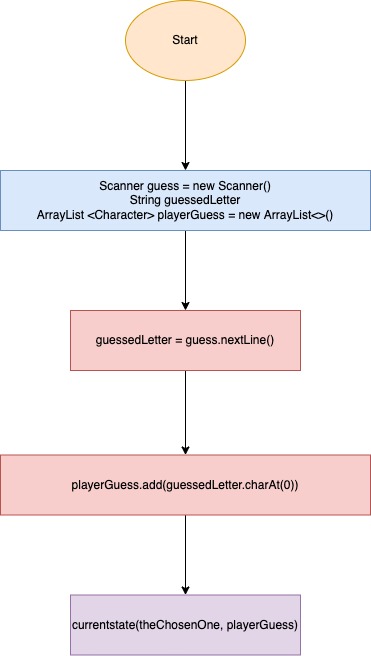 Start
Scanner guess = new Scanner()
String guessedLetter
ArrayList <Character> playerGuess = new ArrayList<>()
guessedLetter = guess.nextLine()
playerGuess.add(guessedLetter.charAt(0))
currentstate(theChosenOne, playerGuess)